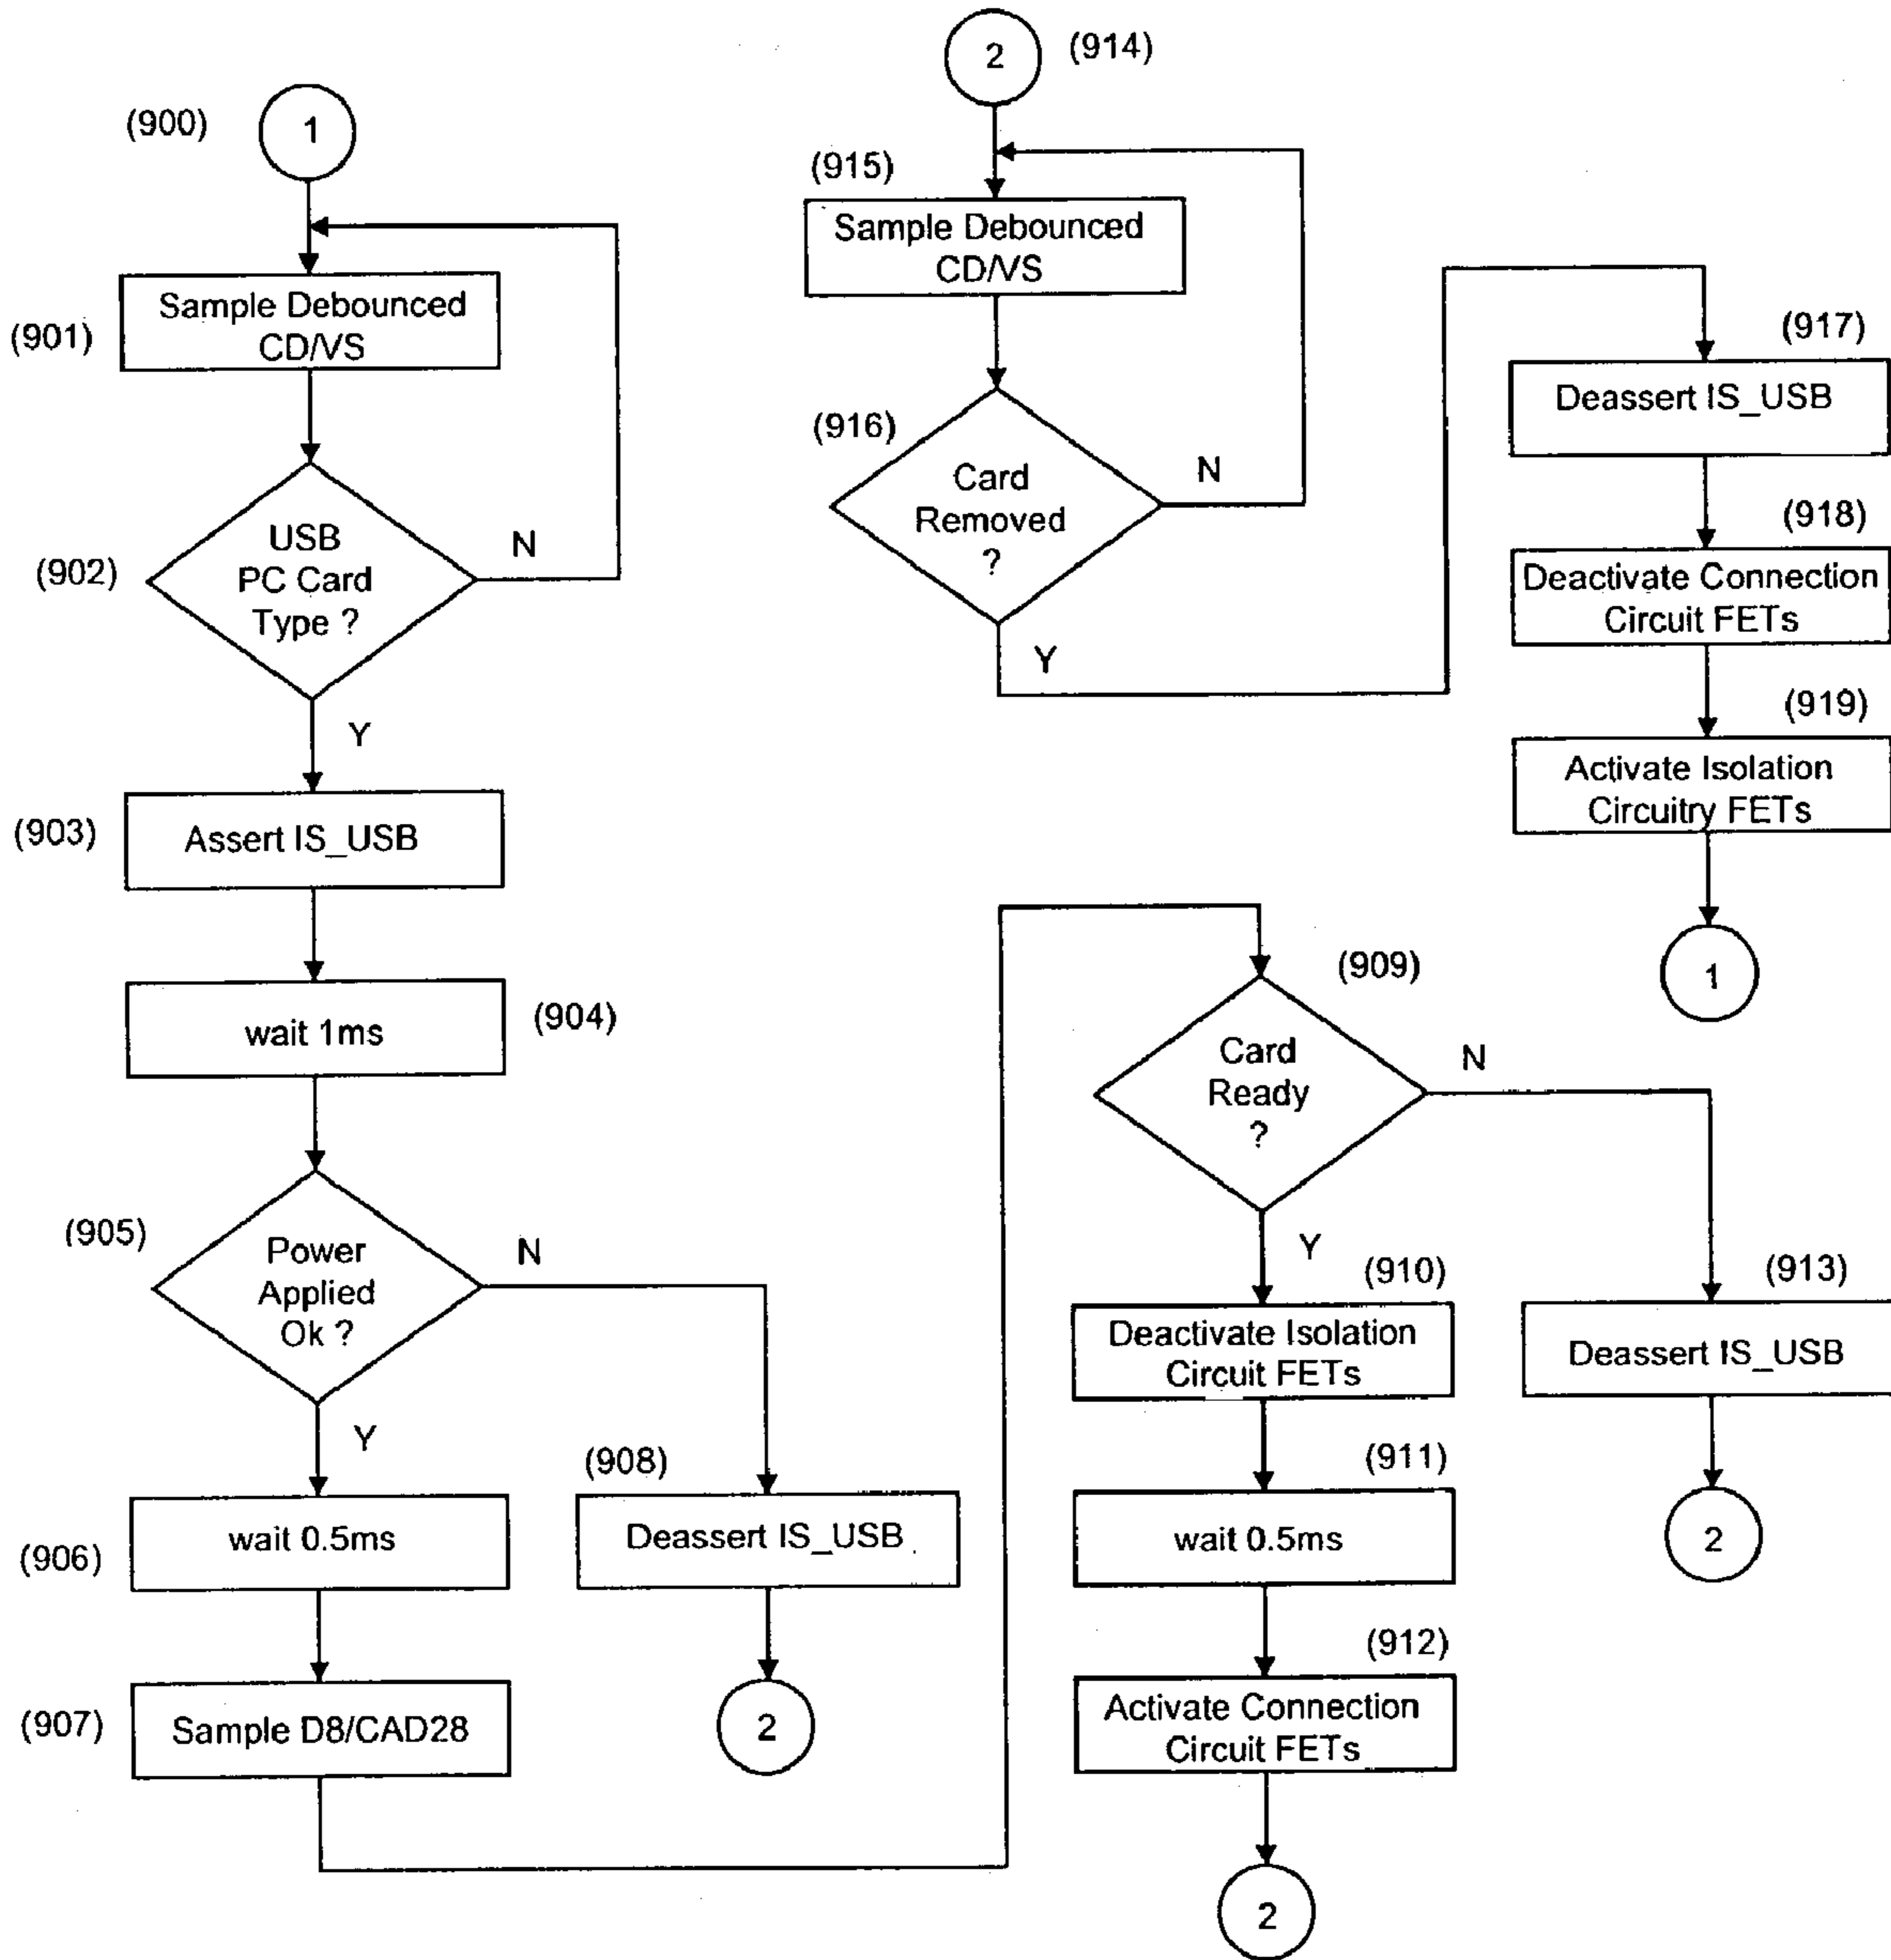 (900)
1
(901)
Sample Debounced
CD/VS
(902)
USB
PC Card
Type ?
N
Y
(903)
Assert IS_USB
wait 1ms
(904)
(905)
Power
Applied
Ok ?
N
Y
(906)
wait 0.5ms
(907)
Sample D8/CAD28
(908)
Deassert IS_USB
2
(909)
Card
Ready
?
N
Y
(910)
Deactivate Isolation
Circuit FETs
(911)
wait 0.5ms
(912)
Activate Connection
Circuit FETs
2
(913)
Deassert IS_USB
2
2
(914)
(915)
Sample Debounced
CD/VS
(916)
Card
Removed
?
N
Y
(917)
Deassert IS_USB
(918)
Deactivate Connection
Circuit FETs
(919)
Activate Isolation
Circuitry FETs
1